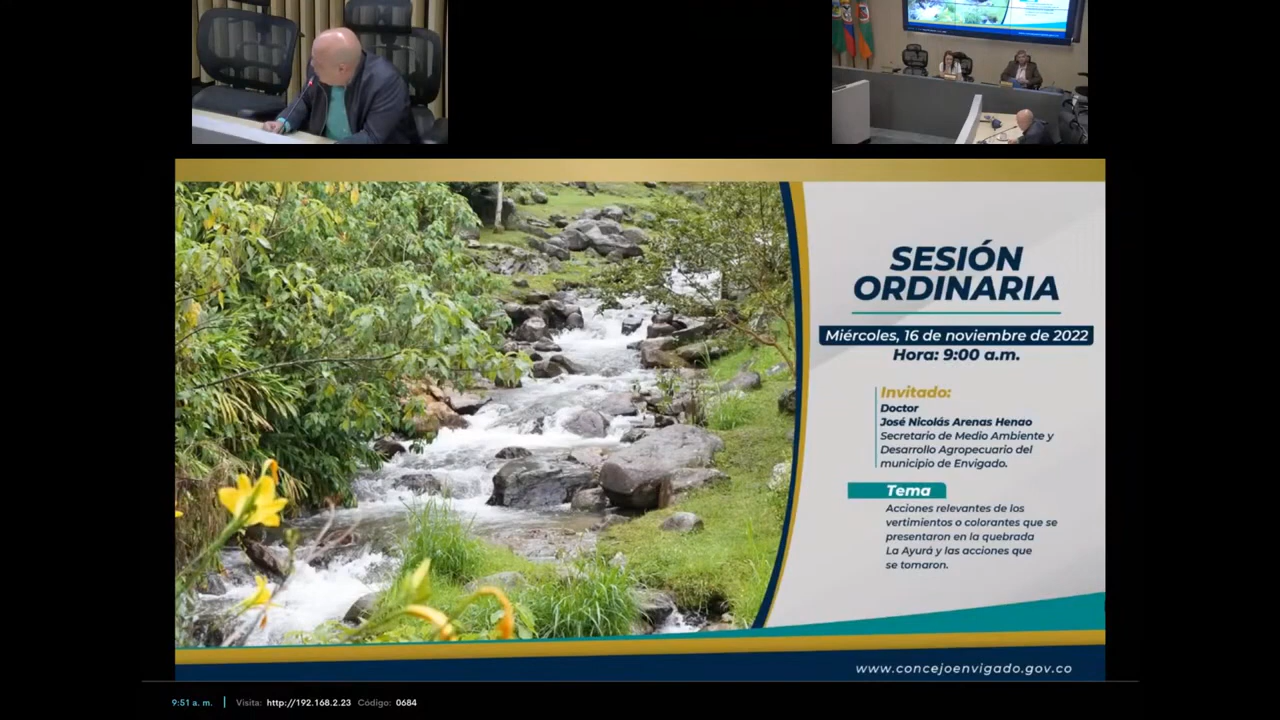 SESIÓN
ORDINARIA
Miércoles, 16 de noviembre de 2022
Hora: 9:00 a.m.
Invitado:
Doctor
José Nicolás Arenas Henao
Secretario de Medio Ambiente y
Desarrollo Agropecuario del
municipio de Envigado.
Tema
Acciones relevantes de los
vertimientos o colorantes que se
presentaron en la quebrada
La Ayurá y las acciones que
se tomaron.
www.concejoenvigado.gov.co
9:51 a. m. | Visita: http://192.168.2.23 Código: 0684